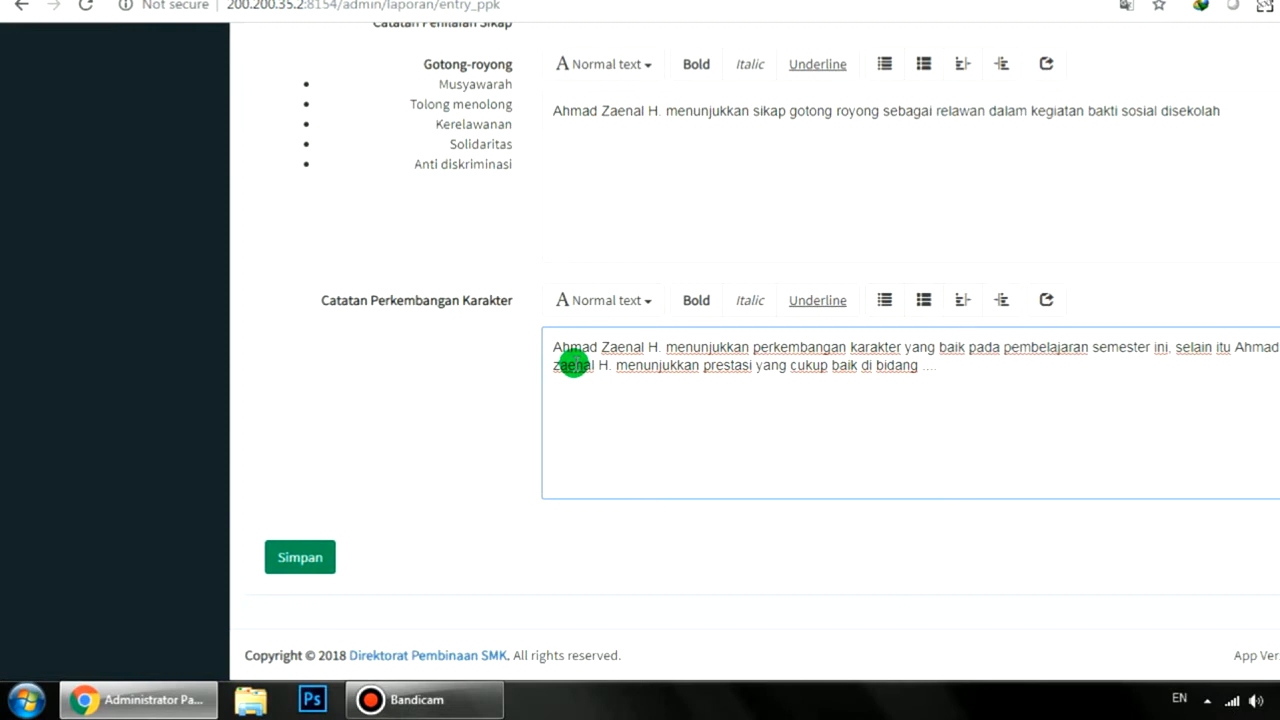 Not secure | 200.200.35.2:8154/admin/laporan/entry_ppk
Catatan Penilaian Sikap
Gotong-royong
Musyawarah
Tolong menolong
Kerelawanan
Solidaritas
Anti diskriminasi
A Normal text Bold Italic Underline
Ahmad Zaenal H. menunjukkan sikap gotong royong sebagai relawan dalam kegiatan bakti sosial disekolah
Catatan Perkembangan Karakter
A Normal text Bold Italic Underline
Ahmad Zaenal H. menunjukkan perkembangan karakter yang baik pada pembelajaran semester ini, selain itu Ahmad
zaenal H. menunjukkan prestasi yang cukup baik di bidang ....
Simpan
Copyright © 2018 Direktorat Pembinaan SMK. All rights reserved.
App Ver
Administrator Pa...
Ps
Bandicam
EN